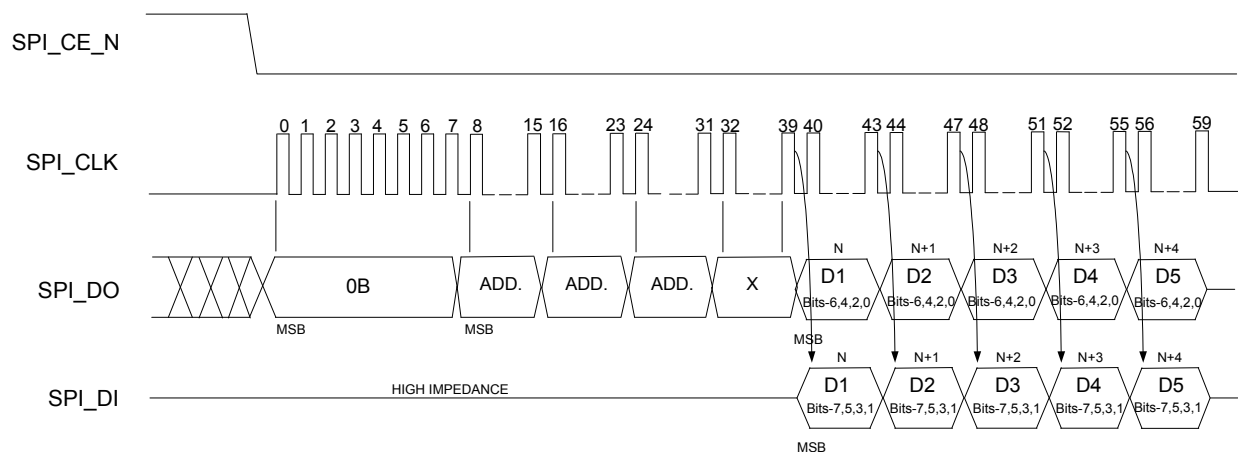 SPI_CE_N
0 1 2 3 4 5 6 7 8 15 16 23 24 31 32 39 40 43 44 47 48 51 52 55 56 59
SPI_CLK
N N+1 N+2 N+3 N+4
SPI_DO
0B ADD. ADD. ADD. X D1 D2 D3 D4 D5
Bits-6,4,2,0 Bits-6,4,2,0 Bits-6,4,2,0 Bits-6,4,2,0 Bits-6,4,2,0
MSB MSB MSB
N N+1 N+2 N+3 N+4
HIGH IMPEDANCE
SPI_DI
D1 D2 D3 D4 D5
Bits-7,5,3,1 Bits-7,5,3,1 Bits-7,5,3,1 Bits-7,5,3,1 Bits-7,5,3,1
MSB